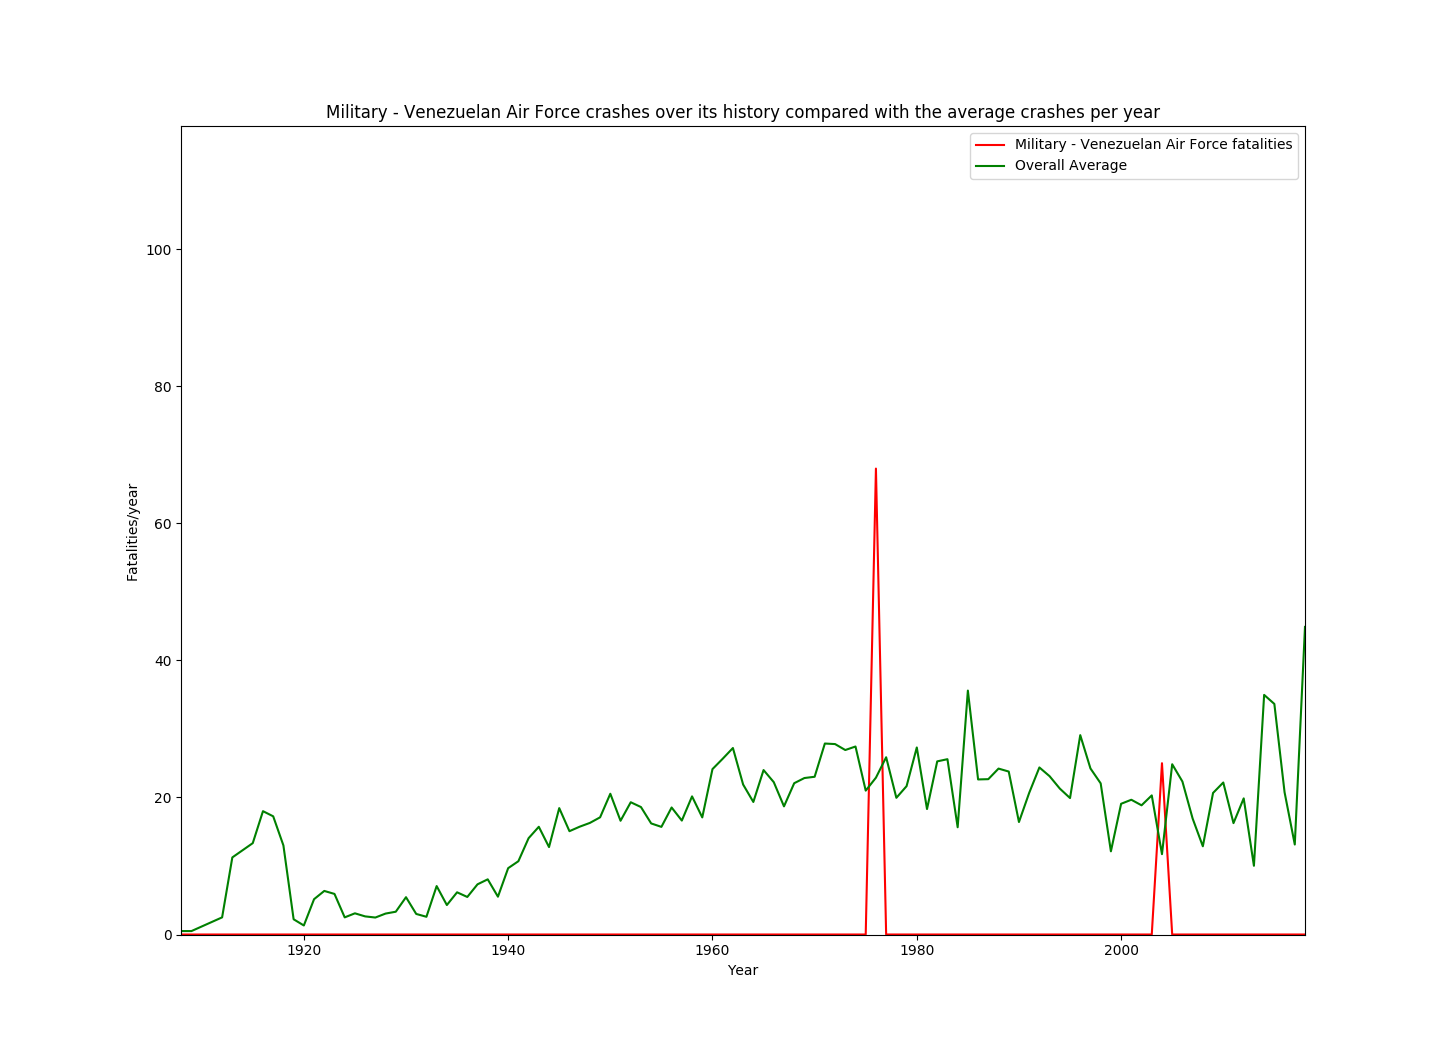 Military - Venezuelan Air Force crashes over its history compared with the average crashes per year
Military - Venezuelan Air Force fatalities
Overall Average
100
80
60
40
20
0
Fatalities/year
1920 1940 1960 1980 2000
Year